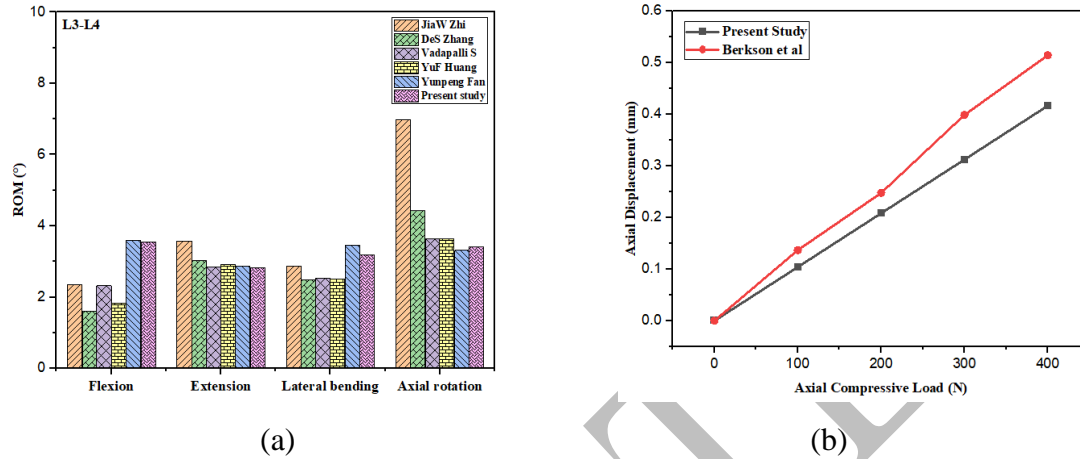 L3-L4
JiaW Zhi
DeS Zhang
Vadapalli S
YuF Huang
Yunpeng Fan
Present study
10
8
6
4
2
0
ROM (°)
Flexion Extension Lateral bending Axial rotation
(a)
Present Study
Berkson et al
0.6
0.5
0.4
0.3
0.2
0.1
0.0
Axial Displacement (mm)
0 100 200 300 400
Axial Compressive Load (N)
(b)